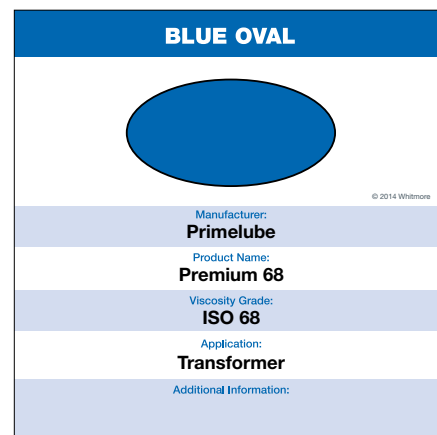 BLUE OVAL
© 2014 Whitmore
Manufacturer:
Primelube
Product Name:
Premium 68
Viscosity Grade:
ISO 68
Application:
Transformer
Additional Information: